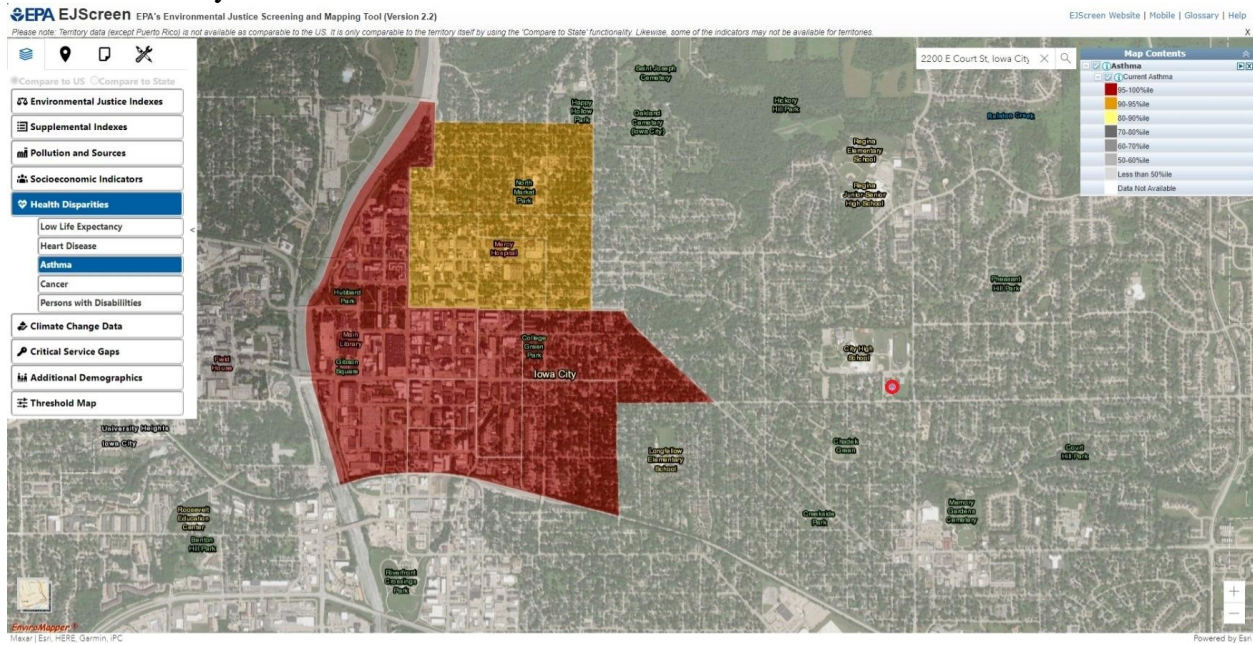 EPA EJScreen EPA's Environmental Justice Screening and Mapping Tool (Version 2.2)
EJScreen Website | Mobile | Glossary | Help
Please note: Territory data (except Puerto Rico) is not available as comparable to the US. It is only comparable to the territory itself by using the 'Compare to State' functionality. Likewise, some of the indicators may not be available for territories.
X
Compare to US Compare to State
Environmental Justice Indexes
Supplemental Indexes
Pollution and Sources
Socioeconomic Indicators
Health Disparities
Low Life Expectancy
Heart Disease
Asthma
Cancer
Persons with Disabilities
Climate Change Data
Critical Service Gaps
Additional Demographics
Threshold Map
<
2200 E Court St, Iowa City
Map Contents
Asthma
Current Asthma
95-100%ile
90-95%ile
80-90%ile
70-80%ile
60-70%ile
50-60%ile
Less than 50%ile
Data Not Available
Saint Joseph
Cemetery
Happy
Hollow
Park
Oakland
Cemetery
(Iowa City)
Hickory
Hill Park
Ralston Creek
Regina
Elementary
School
Regina
Junior-Senior
High School
North
Market
Park
Mercy
Hospital
Pheasant
Hill Park
Hubbard
Park
Main
Library
Gibson
Square
College
Green
Park
Field
House
Iowa City
City High
School
University Heights
Iowa City
Longfellow
Elementary
School
Chadek
Green
Court
Hill Park
Roosevelt
Education
Center
Benton
Hill Park
Creekside
Park
Memory
Gardens
Cemetery
Riverfront
Crossings
Park
+
−
EnviroMapper
Maxar | Esri, HERE, Garmin, iPC
Powered by Esri